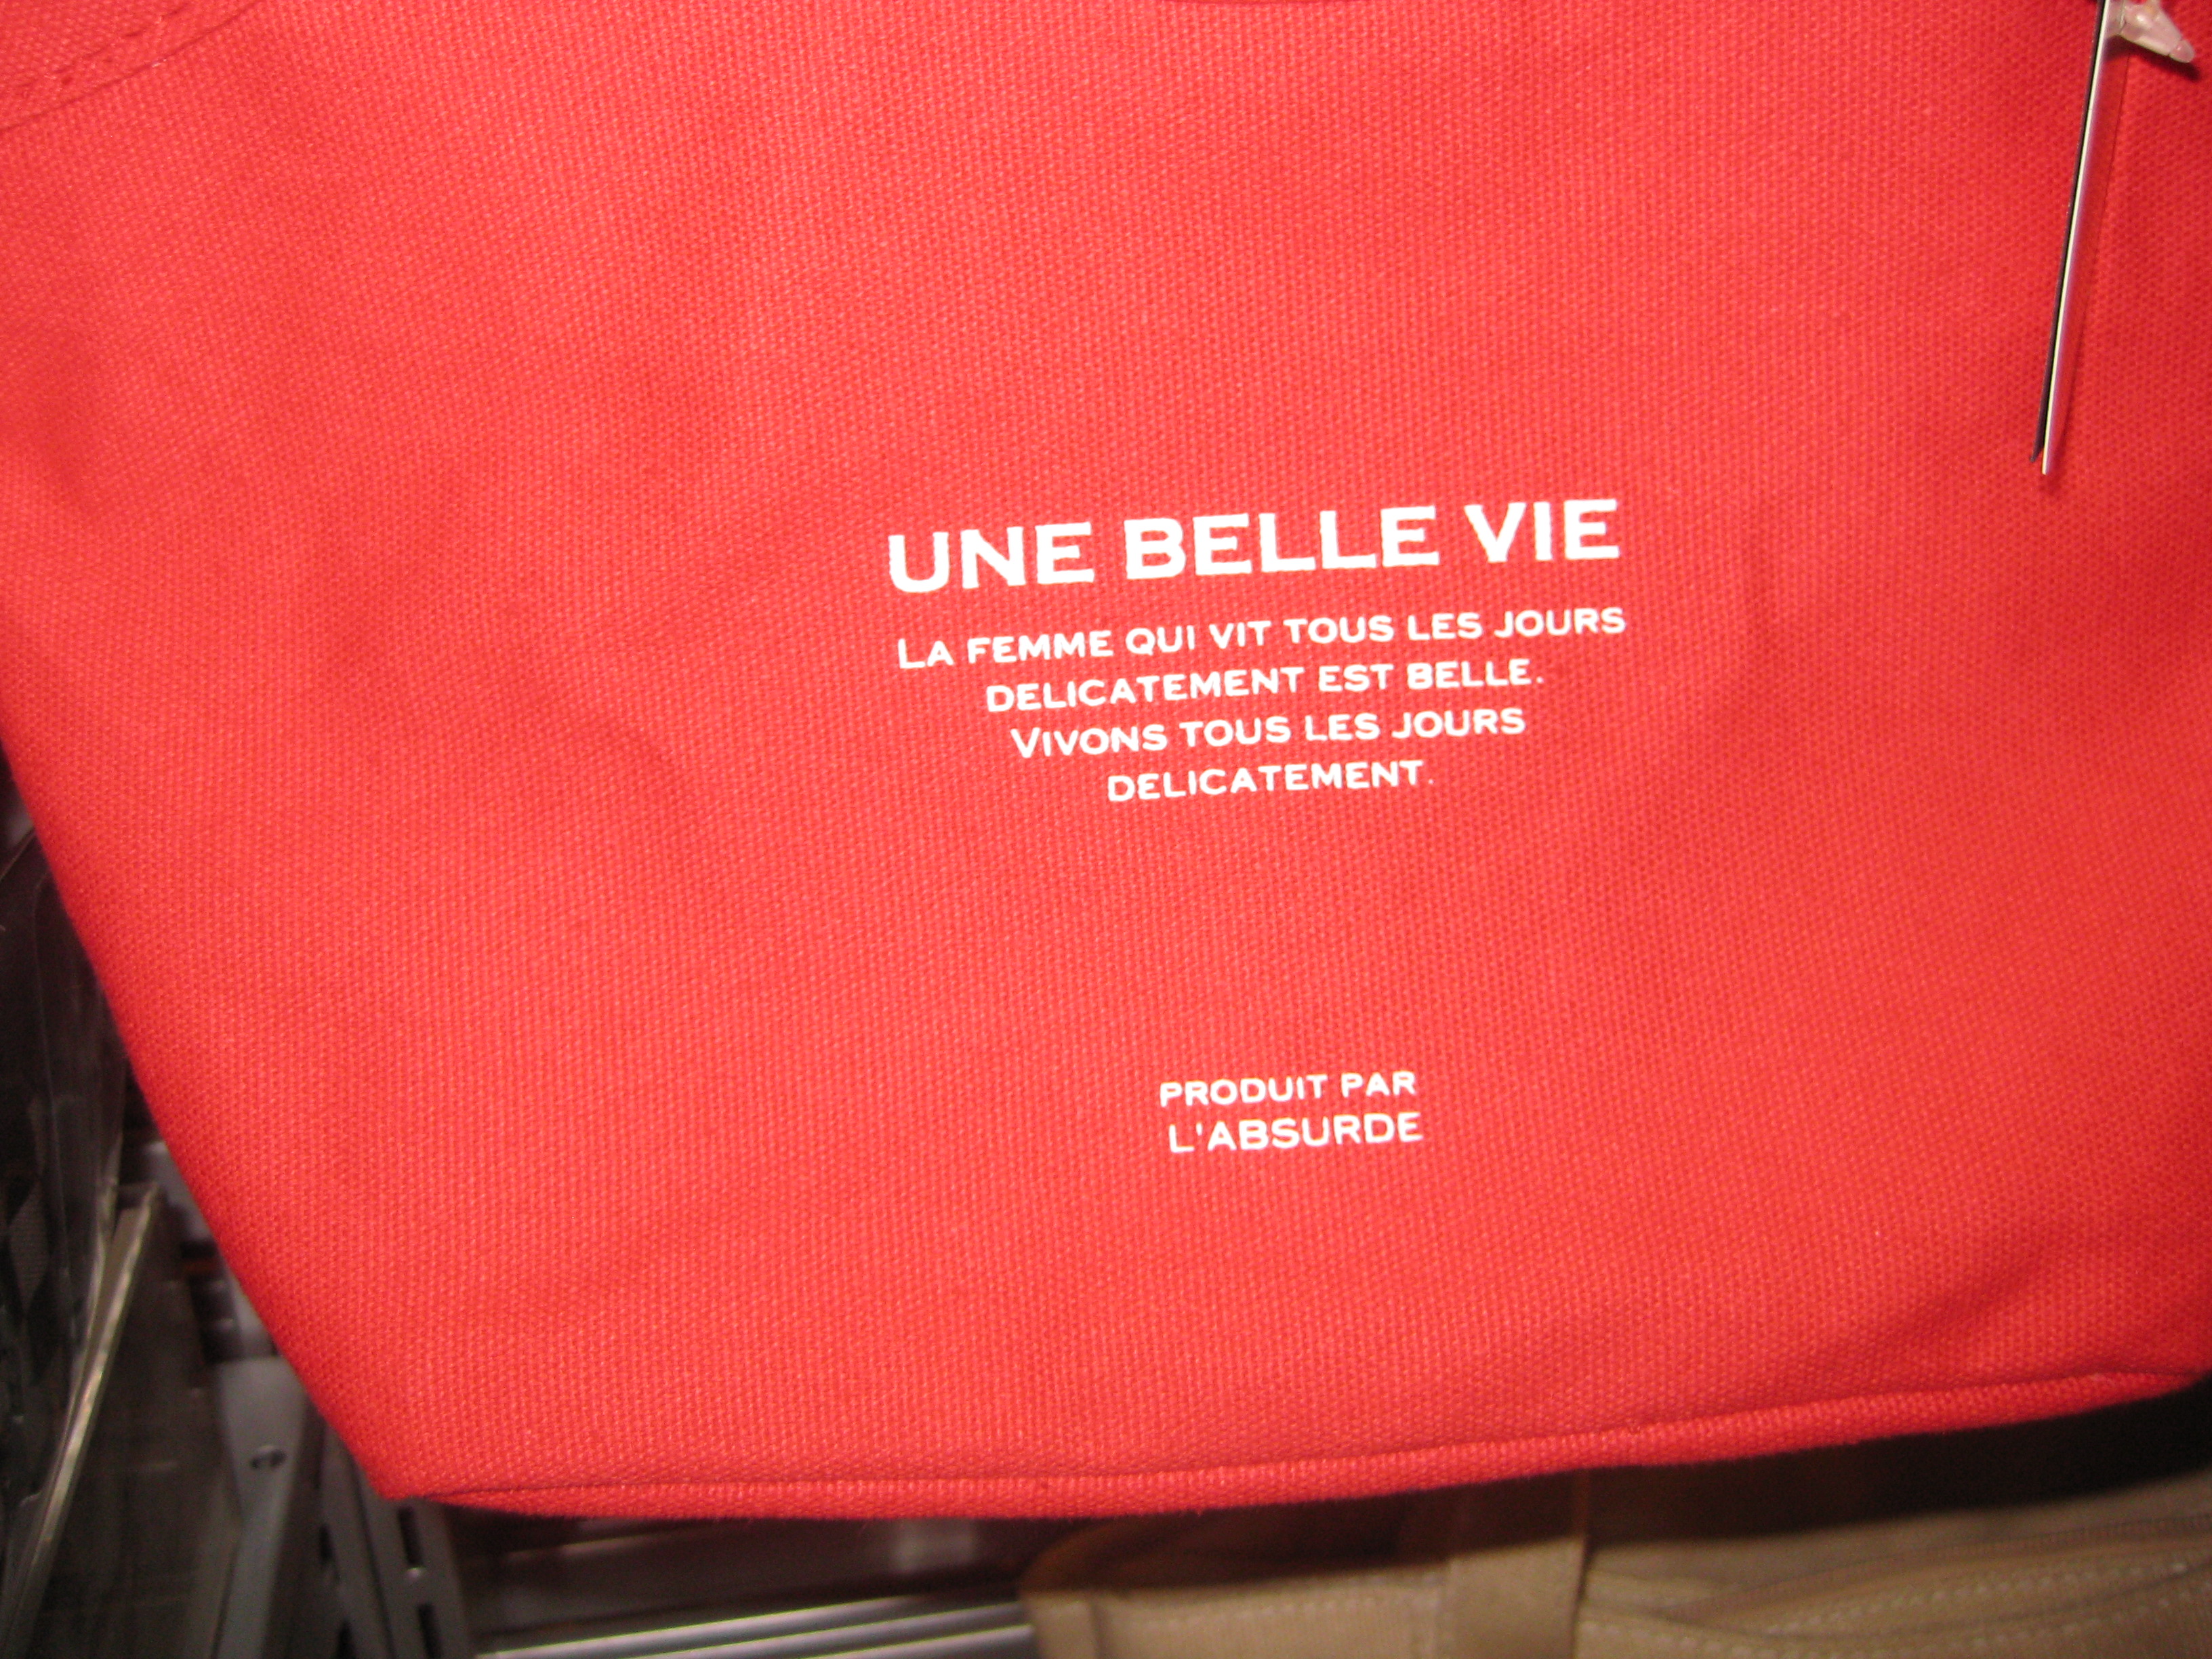 UNE BELLE VIE
LA FEMME QUI VIT TOUS LES JOURS
DELICATEMENT EST BELLE.
VIVONS TOUS LES JOURS
DELICATEMENT.
PRODUIT PAR
L'ABSURDE